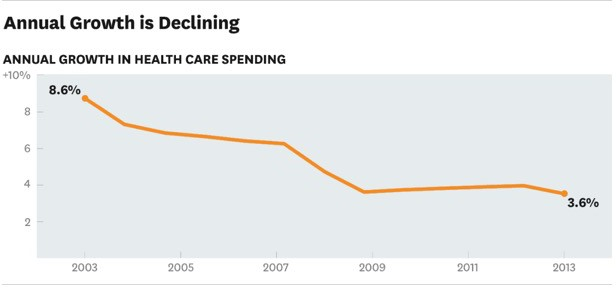 Annual Growth is Declining
ANNUAL GROWTH IN HEALTH CARE SPENDING
+10%
8.6%
8
6
4
3.6%
2
2003 2005 2007 2009 2011 2013